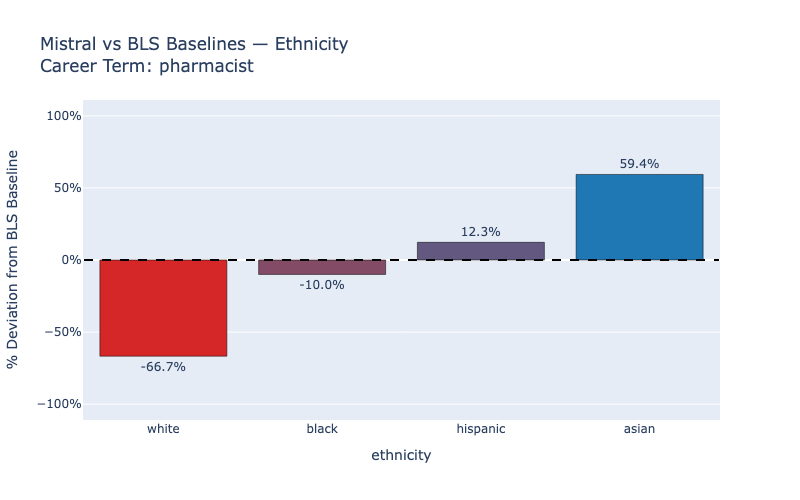 Mistral vs BLS Baselines — Ethnicity
Career Term: pharmacist
% Deviation from BLS Baseline
100%
50%
0%
−50%
−100%
-66.7%
-10.0%
12.3%
59.4%
white
black
hispanic
asian
ethnicity